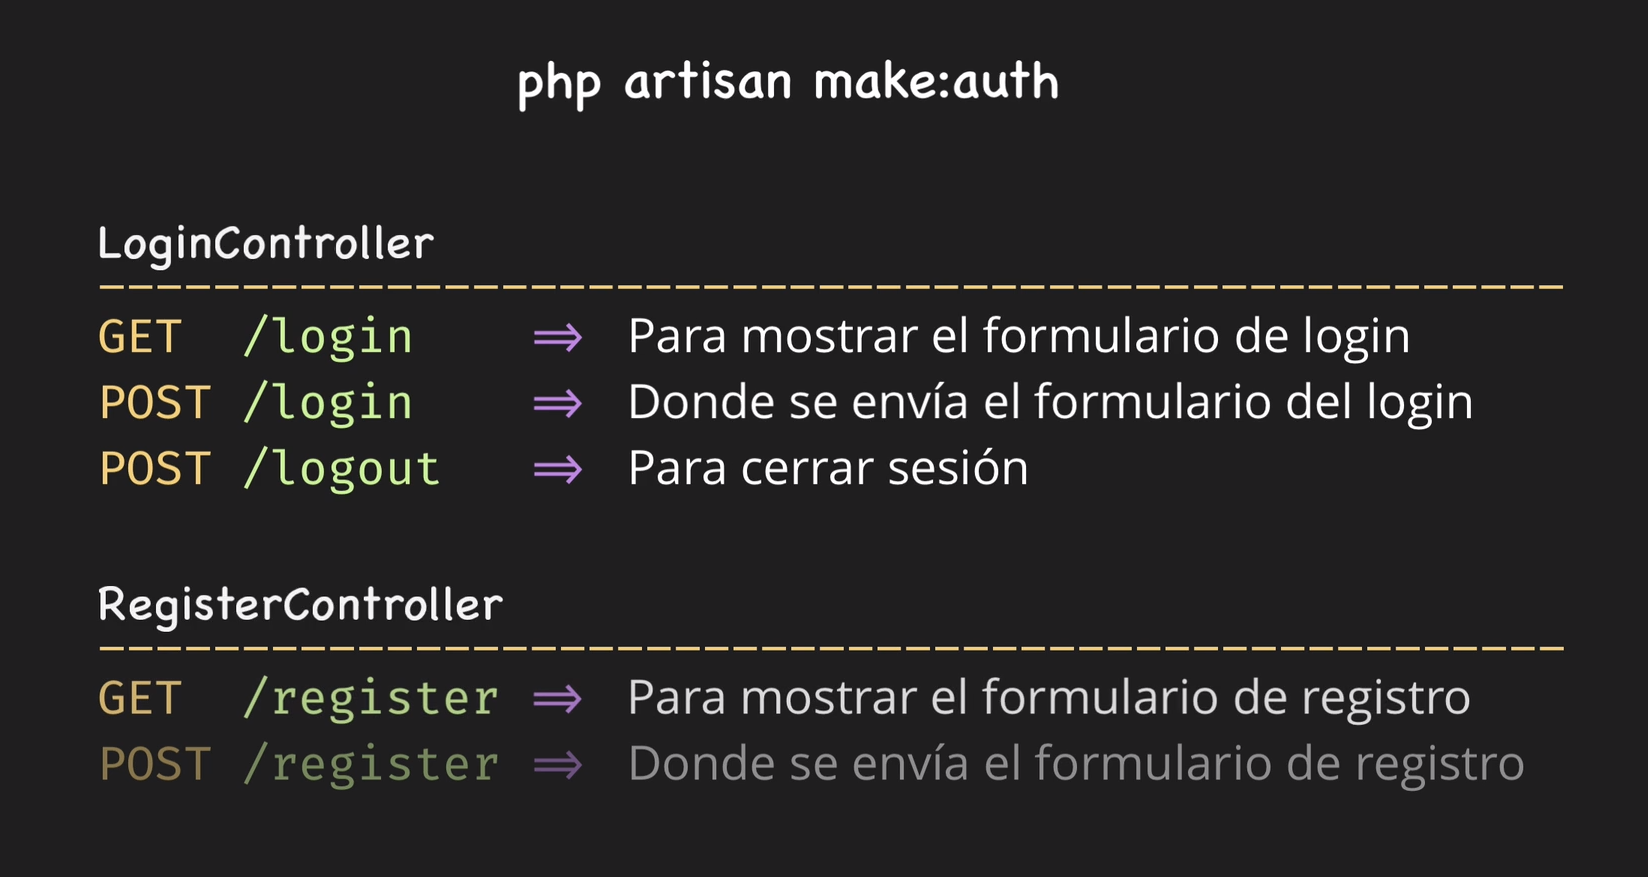 php artisan make:auth
LoginController
GET /login ⇒ Para mostrar el formulario de login
POST /login ⇒ Donde se envía el formulario del login
POST /logout ⇒ Para cerrar sesión
RegisterController
GET /register ⇒ Para mostrar el formulario de registro
POST /register ⇒ Donde se envía el formulario de registro